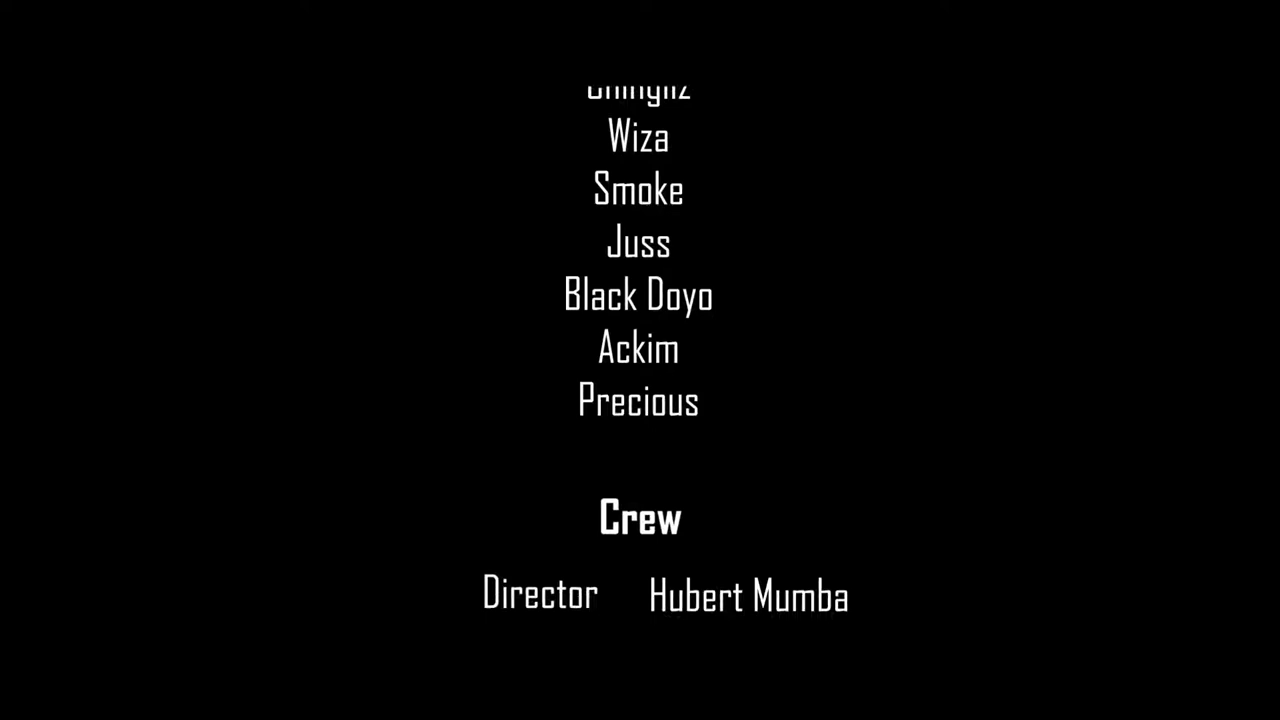 Wiza
Smoke
Juss
Black Doyo
Ackim
Precious
Crew
Director Hubert Mumba